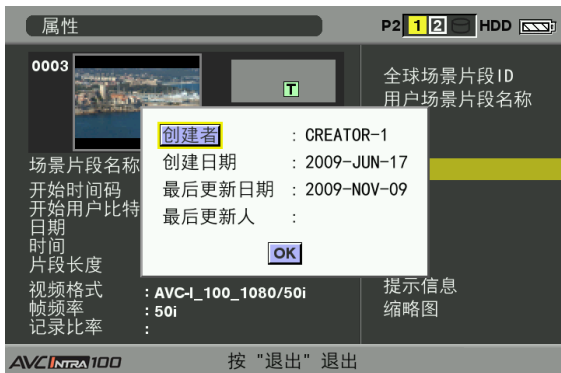 属性
P2 1 2 HDD
0003
T
全球场景片段ID
用户场景片段名称
创建者 : CREATOR-1
创建日期 : 2009-JUN-17
最后更新日期 : 2009-NOV-09
最后更新人 :
OK
场景片段名称
开始时间码
开始用户比特
日期
时间
片段长度
视频格式 : AVC-I_100_1080/50i
帧频率 : 50i
记录比率 :
提示信息
缩略图
AVC INTRA 100
按 "退出" 退出